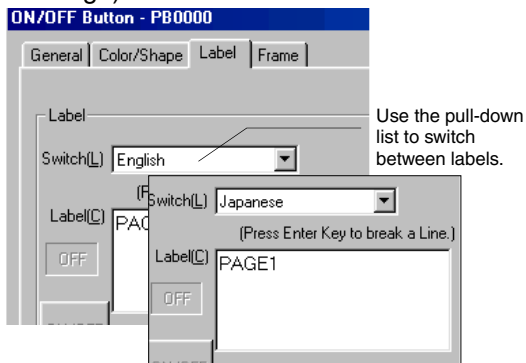 ON/OFF Button - PB0000
General Color/Shape Label Frame
Label
Switch(L) English
Use the pull-down
list to switch
between labels.
Label(C)
OFF
Switch(L) Japanese
(Press Enter Key to break a Line.)
Label(C) PAGE1
OFF